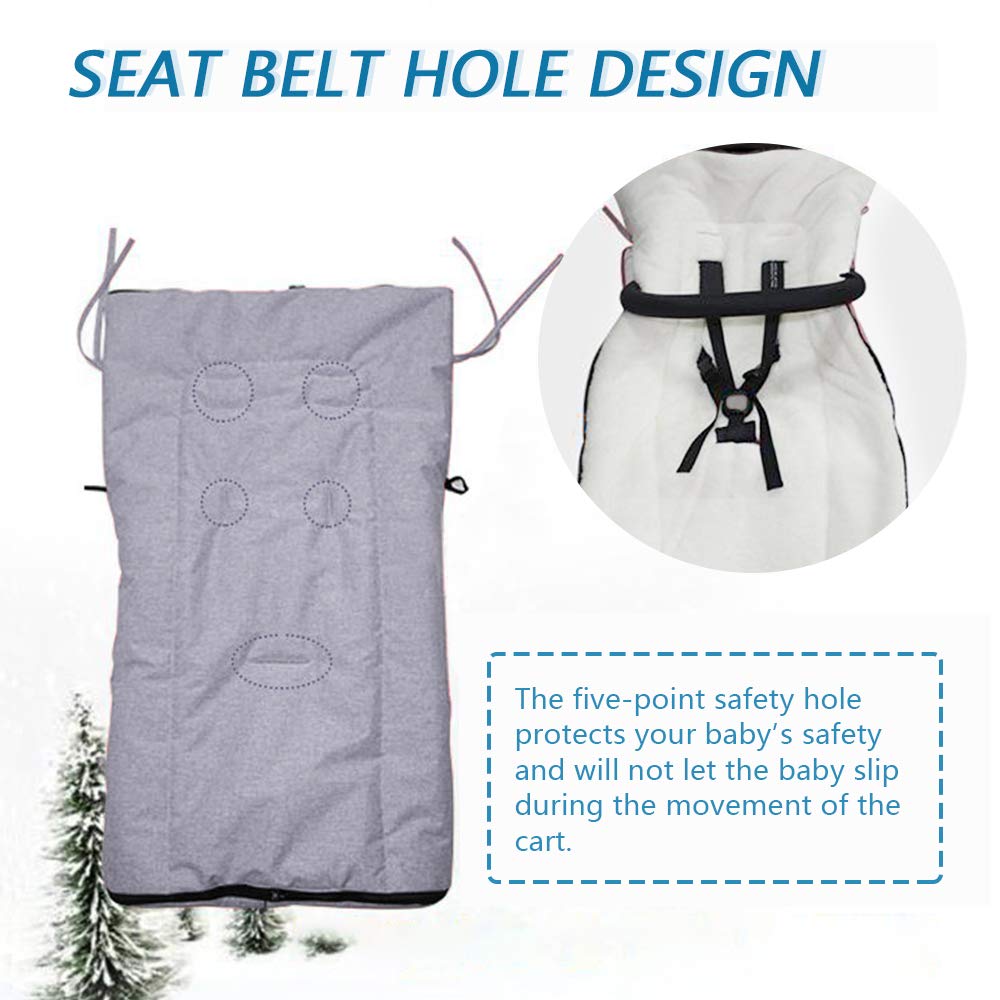 SEAT BELT HOLE DESIGN
The five-point safety hole
protects your baby’s safety
and will not let the baby slip
during the movement of the
cart.